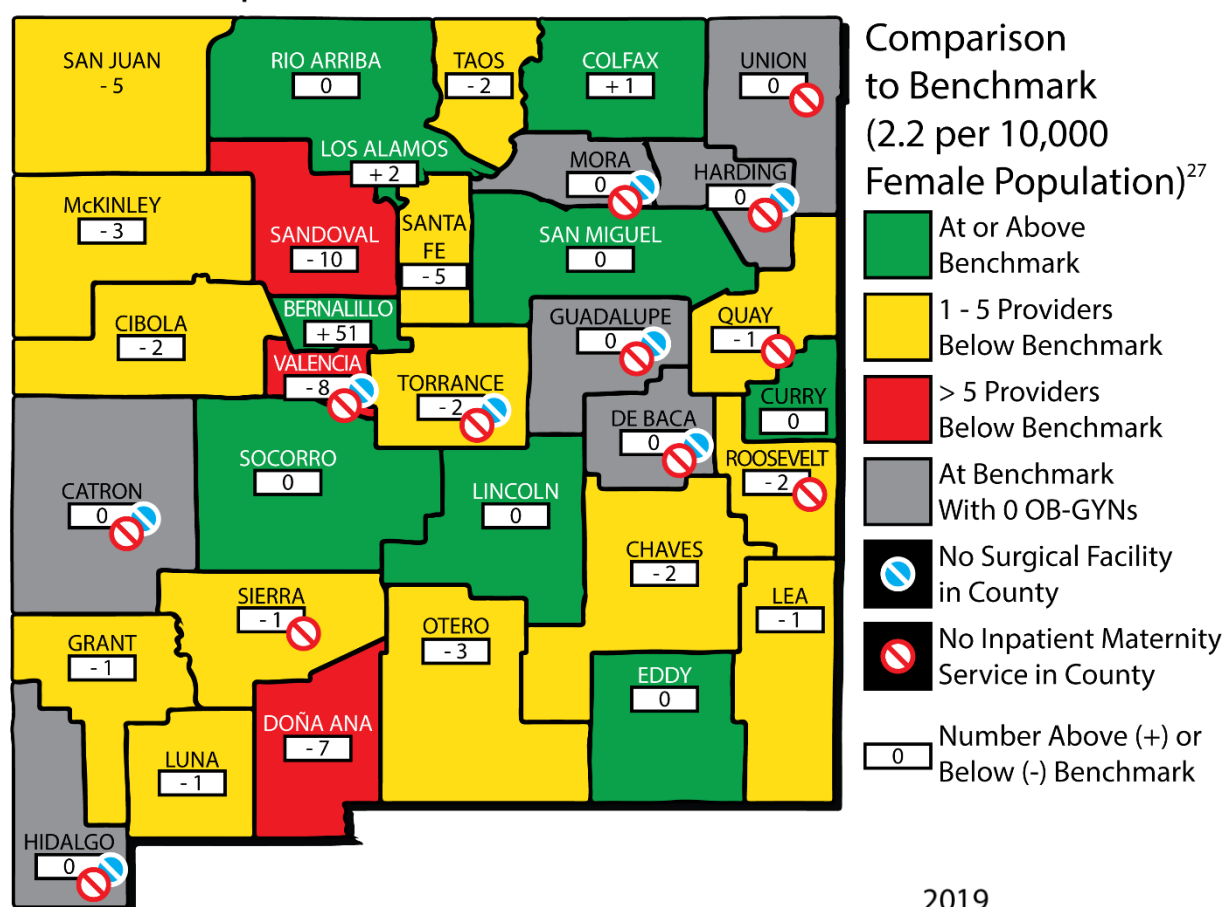 SAN JUAN
- 5
RIO ARRIBA
0
TAOS
- 2
COLFAX
+ 1
UNION
0
LOS ALAMOS
+ 2
MORA
0
HARDING
0
McKINLEY
- 3
SANDOVAL
- 10
SANTA
FE
- 5
SAN MIGUEL
0
BERNALILLO
+ 51
CIBOLA
- 2
GUADALUPE
0
QUAY
- 1
VALENCIA
- 8
TORRANCE
- 2
CURRY
0
DE BACA
0
SOCORRO
0
ROOSEVELT
- 2
CATRON
0
LINCOLN
0
CHAVES
- 2
SIERRA
- 1
LEA
- 1
OTERO
- 3
GRANT
- 1
EDDY
0
DOÑA ANA
- 7
LUNA
- 1
HIDALGO
0
Comparison
to Benchmark
(2.2 per 10,000
Female Population)27
At or Above
Benchmark
1 - 5 Providers
Below Benchmark
> 5 Providers
Below Benchmark
At Benchmark
With 0 OB-GYNs
No Surgical Facility
in County
No Inpatient Maternity
Service in County
0
Number Above (+) or
Below (-) Benchmark
2019